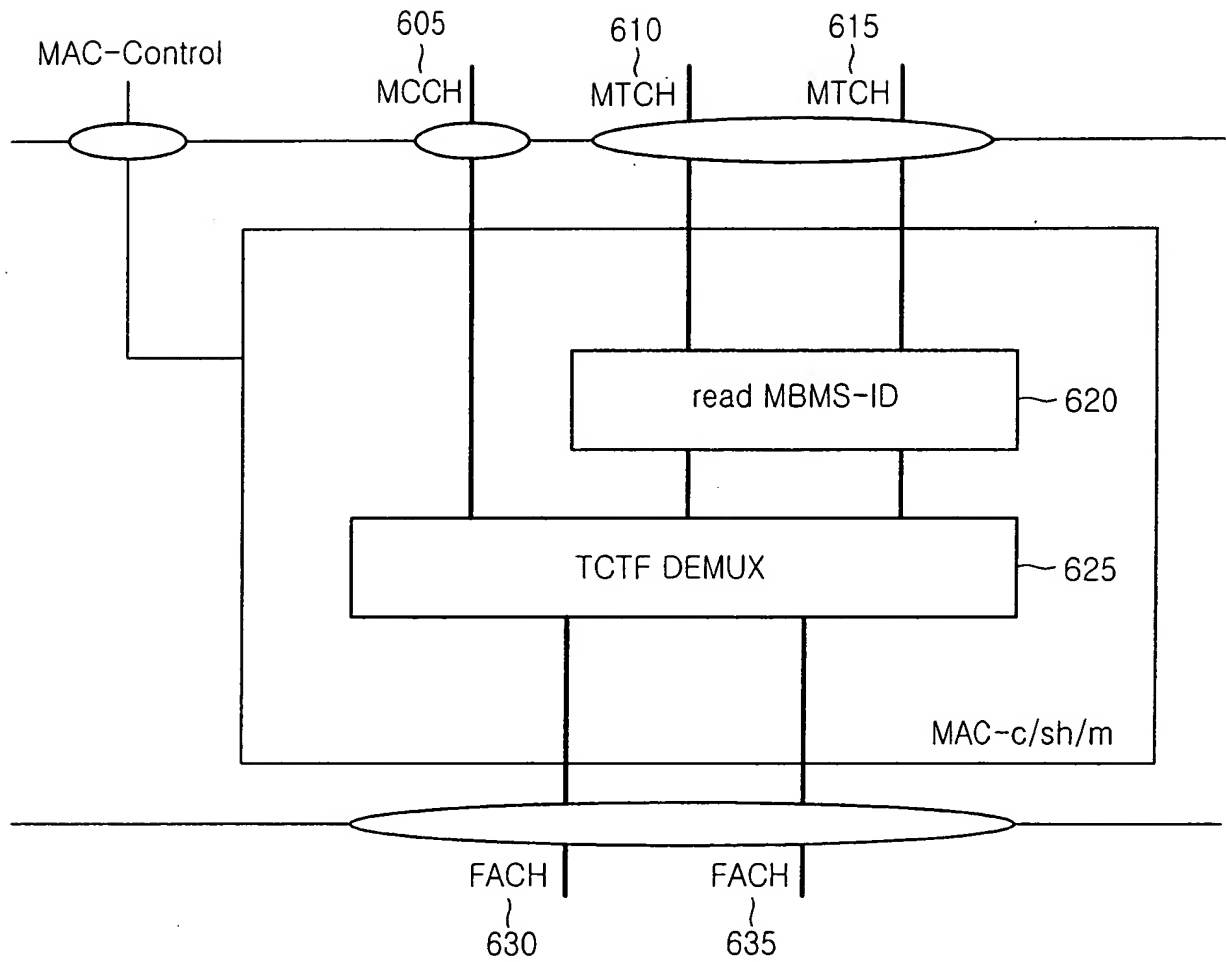 605
610
615
MAC-Control
MCCH
MTCH
MTCH
read MBMS-ID
620
TCTF DEMUX
625
MAC-c/sh/m
FACH
FACH
630
635